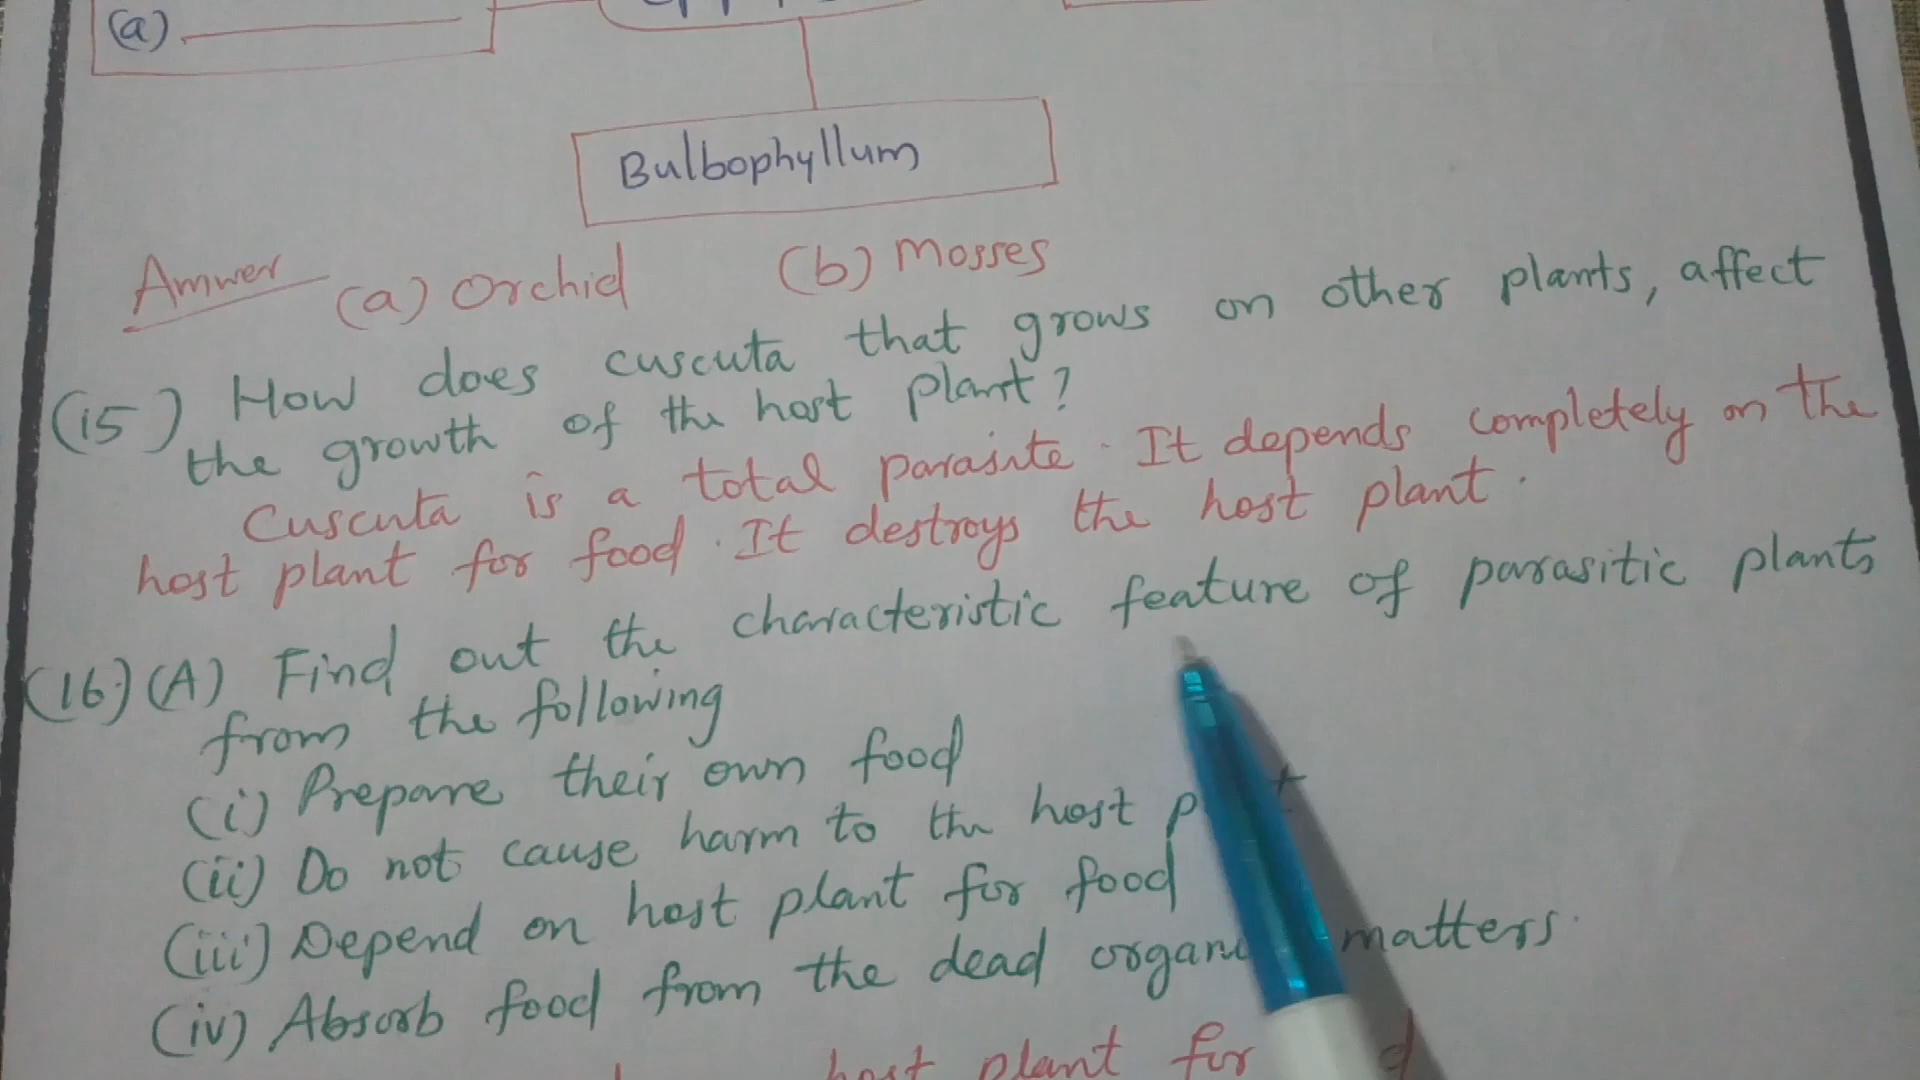 (a)
Bulbophyllum
Answer (a) Orchid (b) Mosses
(15) How does cuscuta that grows on other plants, affect
the growth of the host plant?
Cuscuta is a total parasite. It depends completely on the
host plant for food. It destroys the host plant.
(16) (A) Find out the characteristic feature of parasitic plants
from the following
(i) Prepare their own food
(ii) Do not cause harm to the host
(iii) Depend on host plant for food
(iv) Absorb food from the dead matters.
host plant for